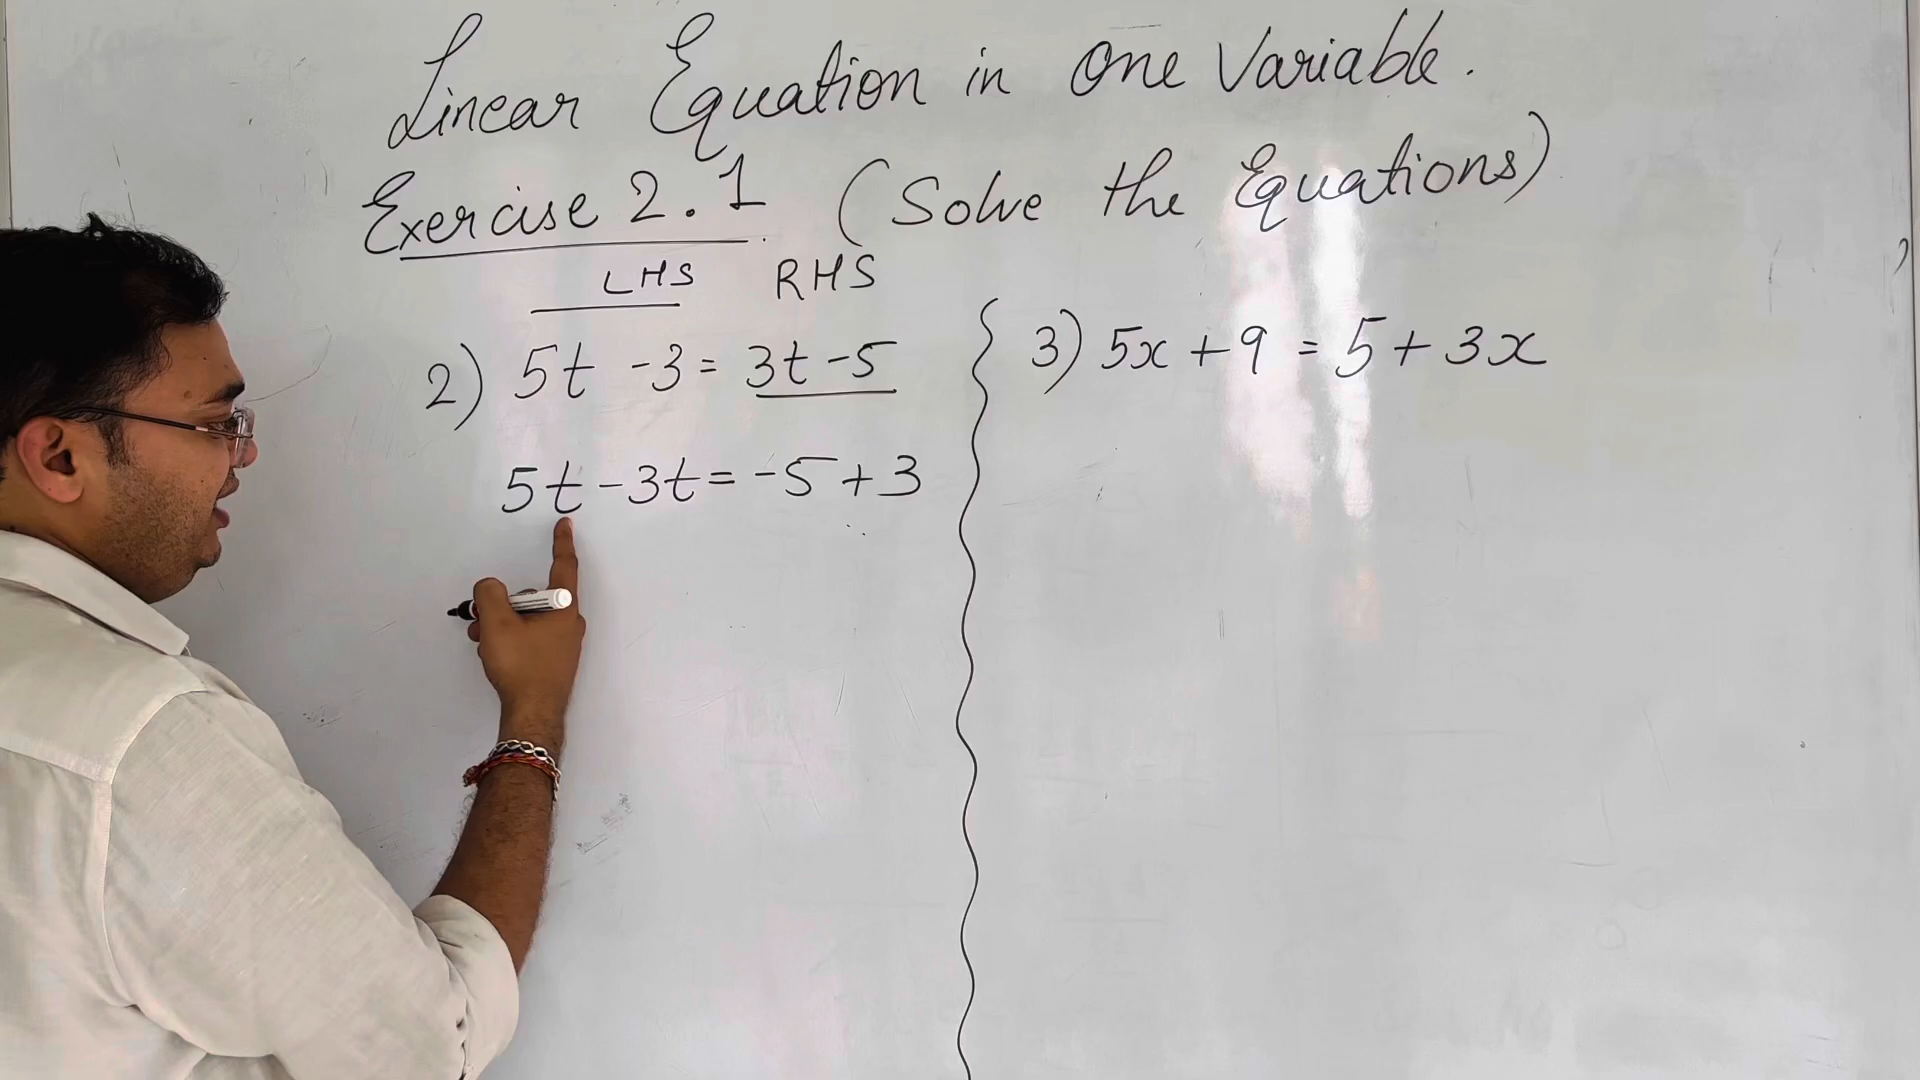 Linear Equation in One Variable.
Exercise 2.1 (Solve the Equations)
LHS RHS
2) 5t - 3 = 3t - 5
5t - 3t = -5 + 3
3) 5x + 9 = 5 + 3x